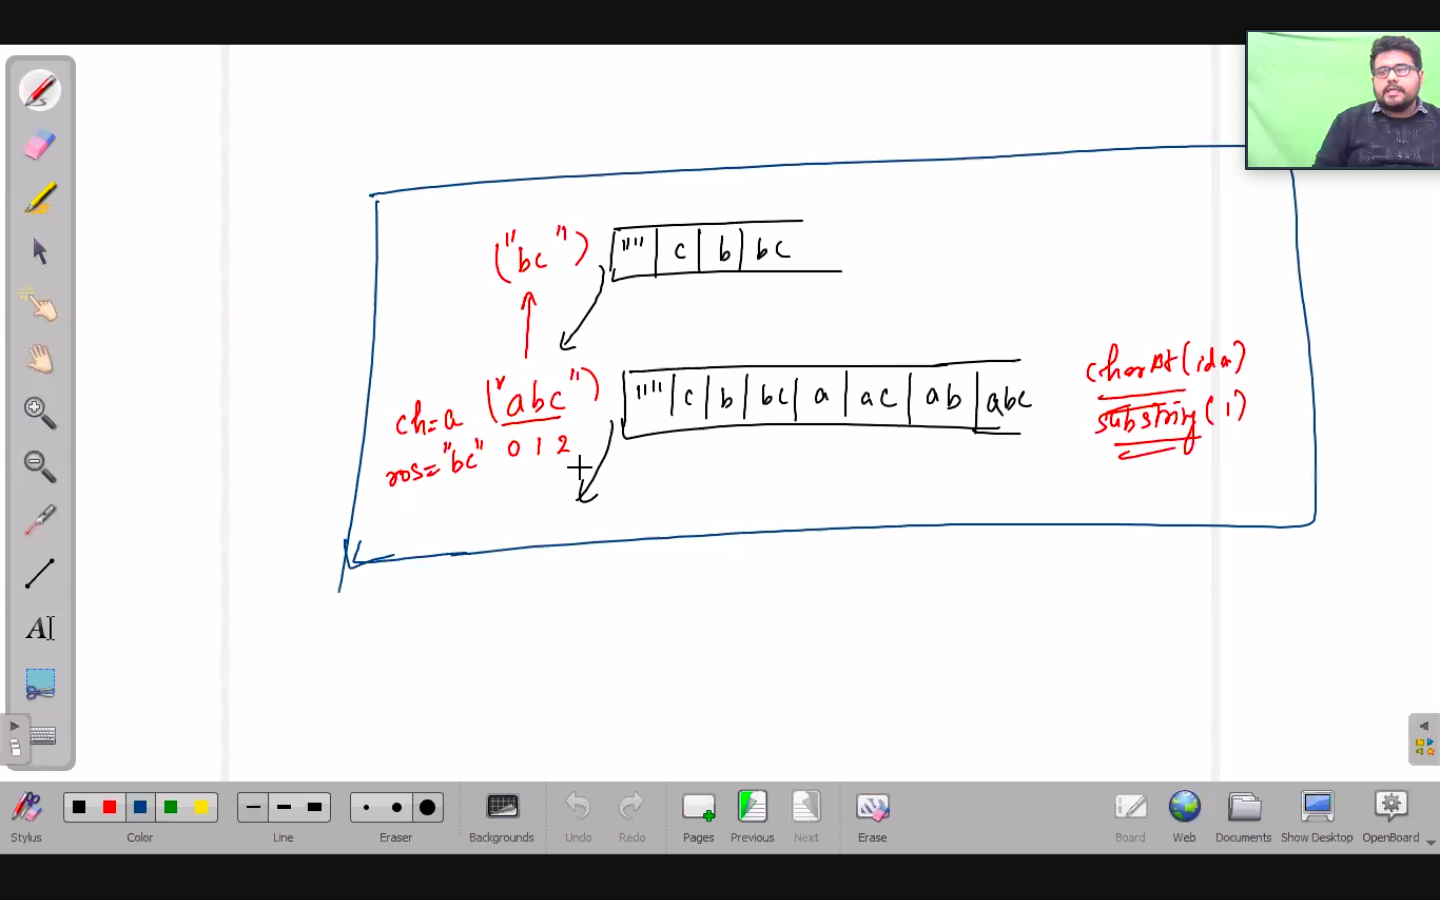 ("bc") "" c b bc
ch=a ("abc") "" c b bc a ac ab abc
ros="bc" 0 1 2
charAt(idx)
substring(1)
A
Stylus Color Line Eraser Backgrounds Undo Redo Pages Previous Next Erase Board Web Documents Show Desktop OpenBoard